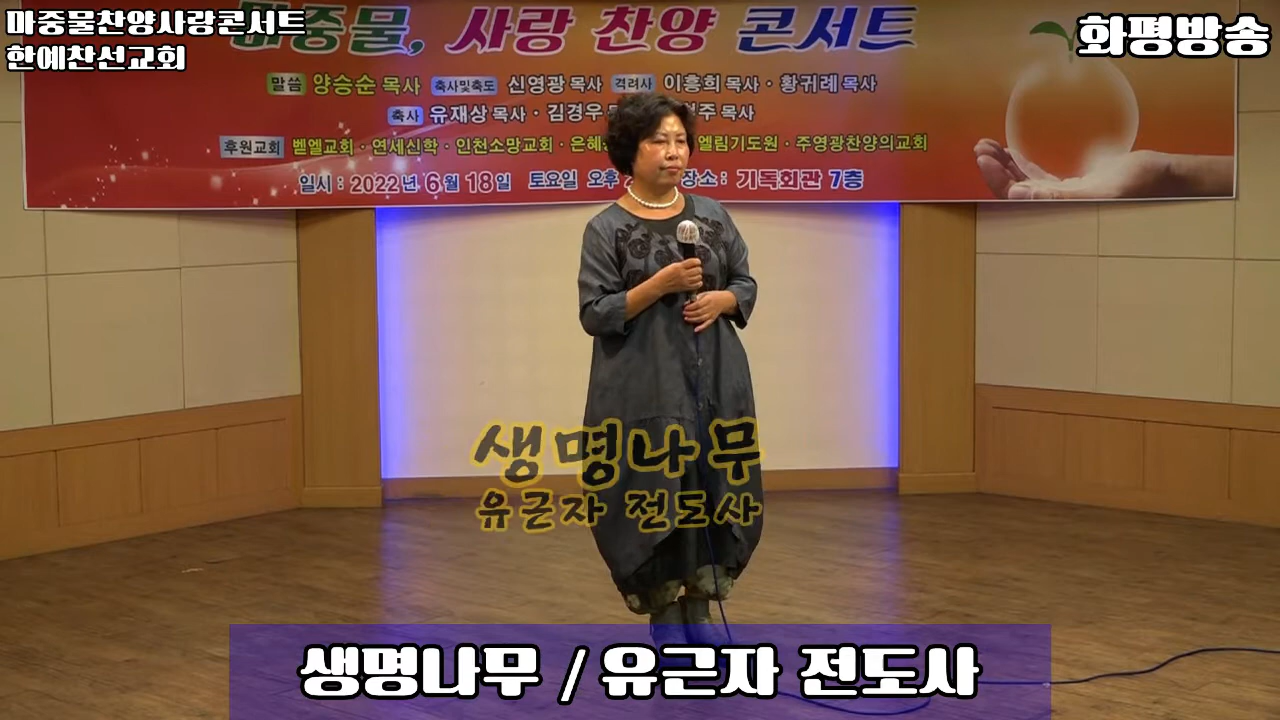 마중물찬양사랑콘서트
한예찬선교회
화평방송
마중물, 사랑 찬양 콘서트
말씀 양승순 목사 축사및축도 신영광 목사 격려사 이흥희 목사 · 황귀례 목사
축사 유재상 목사 · 김경우 주 목사
후원교회 벧엘교회 · 연세신학 · 인천소망교회 · 은혜 엘림기도원 · 주영광찬양의교회
일시 : 2022년 6월 18일 토요일 오후 장소 : 기독회관 7층
생명나무
유근자 전도사
생명나무 / 유근자 전도사